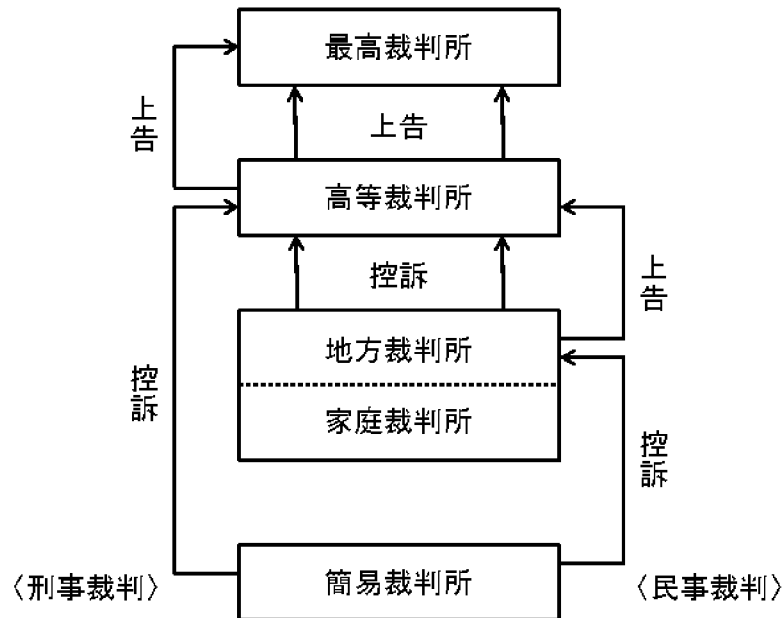 最高裁判所
上告
上告
高等裁判所
控訴
上告
地方裁判所
控訴
家庭裁判所
控訴
〈刑事裁判〉
簡易裁判所
〈民事裁判〉